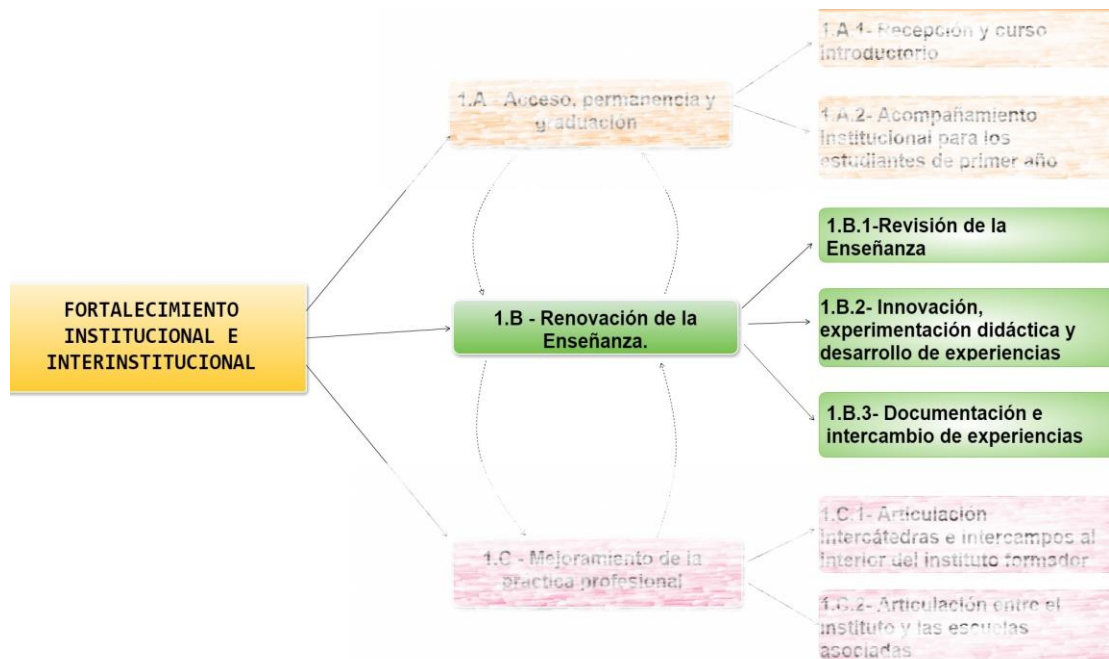 1.A.1- Recepción y curso
introductorio
1.A - Acceso, permanencia y
graduación
1.A.2- Acompañamiento
Institucional para los
estudiantes de primer año
1.B.1-Revisión de la
Enseñanza
FORTALECIMIENTO
INSTITUCIONAL E
INTERINSTITUCIONAL
1.B - Renovación de la
Enseñanza.
1.B.2- Innovación,
experimentación didáctica y
desarrollo de experiencias
1.B.3- Documentación e
intercambio de experiencias
1.C - Mejoramiento de la
práctica profesional
1.C.1- Articulación
Intercátedras e intercampos al
interior del instituto formador
1.C.2- Articulación entre el
instituto y las escuelas
asociadas